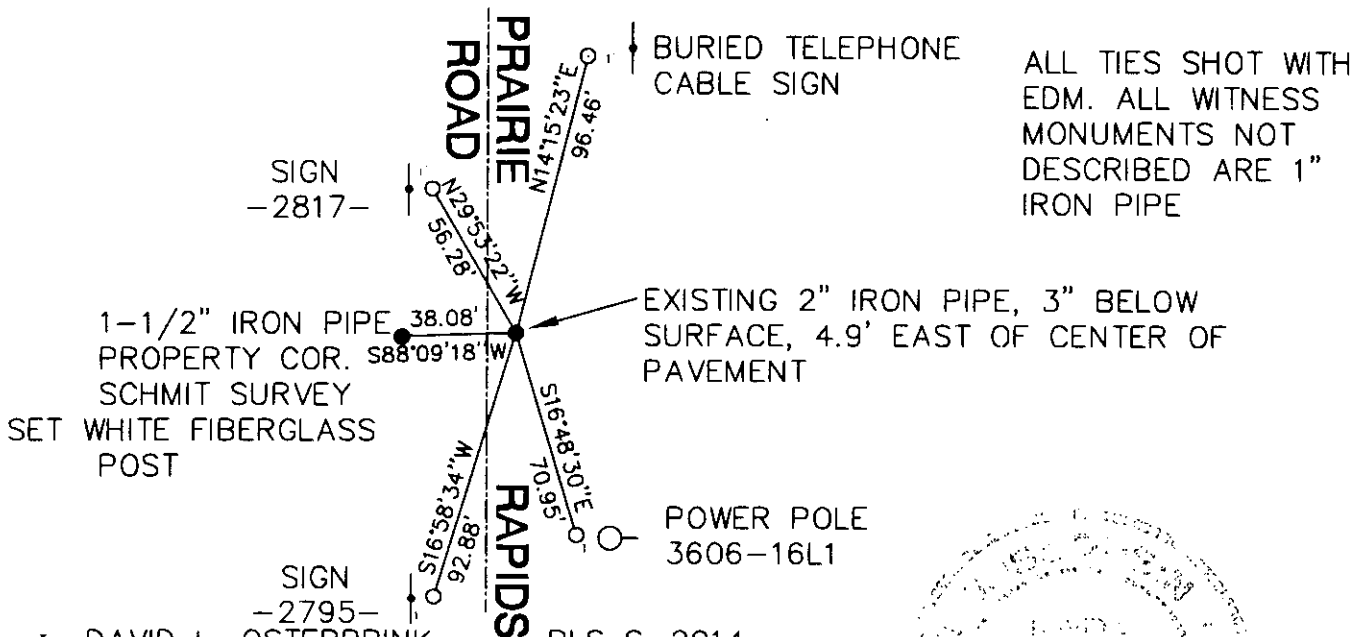 PRAIRIE
ROAD
BURIED TELEPHONE
CABLE SIGN
ALL TIES SHOT WITH
EDM. ALL WITNESS
MONUMENTS NOT
DESCRIBED ARE 1"
IRON PIPE
N14°15'23"E
96.46'
SIGN
-2817-
N29°53'22"W
56.28'
1-1/2" IRON PIPE
PROPERTY COR.
SCHMIT SURVEY
SET WHITE FIBERGLASS
POST
38.08'
S88°09'18"W
EXISTING 2" IRON PIPE, 3" BELOW
SURFACE, 4.9' EAST OF CENTER OF
PAVEMENT
S16°48'30"E
70.95'
S16°58'34"W
92.88'
RAPIDS
POWER POLE
3606-16L1
SIGN
-2795-
DAVID L. OSTERBRINK